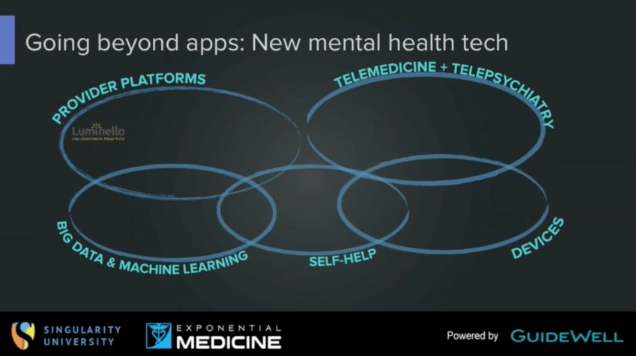 Going beyond apps: New mental health tech
PROVIDER PLATFORMS
TELEMEDICINE + TELEPSYCHIATRY
Luminello
BIG DATA & MACHINE LEARNING
SELF-HELP
DEVICES
SINGULARITY
UNIVERSITY
EXPONENTIAL
MEDICINE
Powered by GUIDEWELL